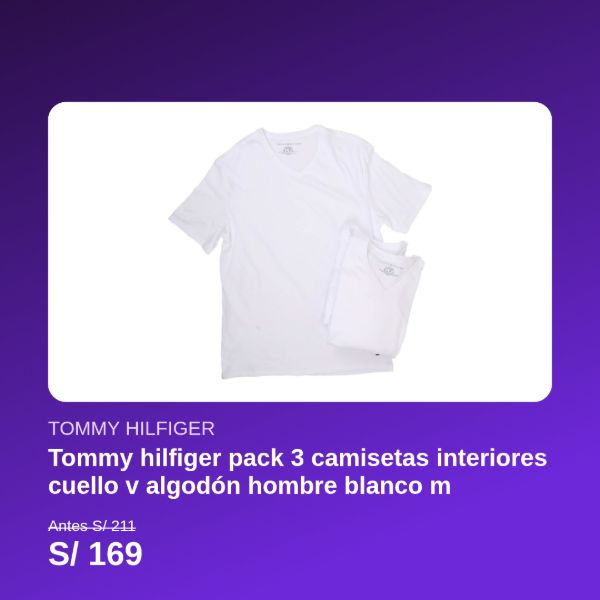 TOMMY HILFIGER
Tommy hilfiger pack 3 camisetas interiores
cuello v algodón hombre blanco m
Antes S/ 211
S/ 169